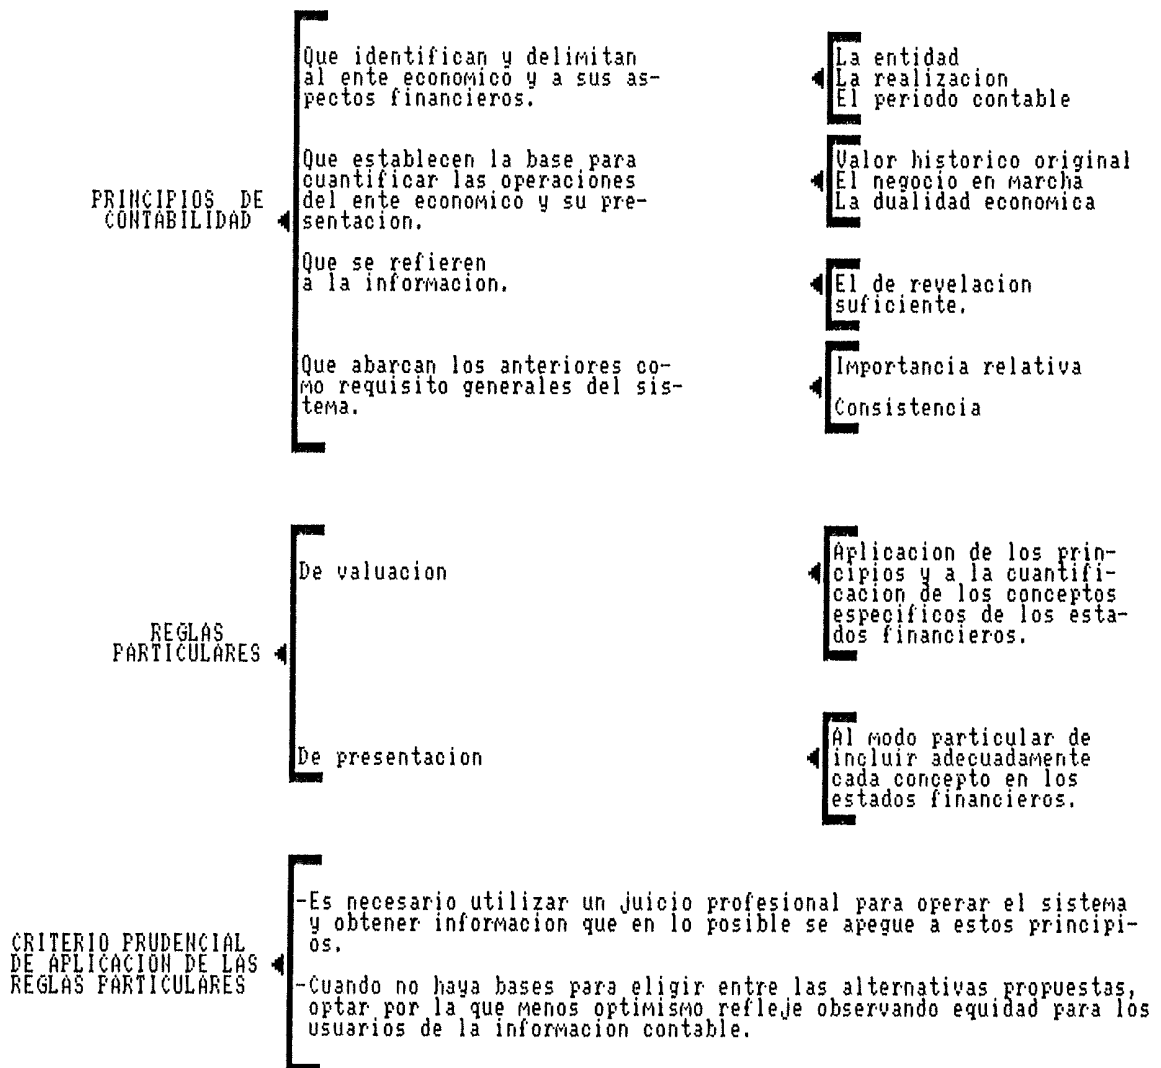 Que identifican y delimitan
al ente economico y a sus as-
pectos financieros.
La entidad
La realizacion
El periodo contable
PRINCIPIOS DE
CONTABILIDAD
Que establecen la base para
cuantificar las operaciones
del ente economico y su pre-
sentacion.
Valor historico original
El negocio en marcha
La dualidad economica
Que se refieren
a la informacion.
El de revelacion
suficiente.
Que abarcan los anteriores co-
mo requisito generales del sis-
tema.
Importancia relativa
Consistencia
REGLAS
PARTICULARES
De valuacion
Aplicacion de los prin-
cipios y a la cuantifi-
cacion de los conceptos
especificos de los esta-
dos financieros.
De presentacion
Al modo particular de
incluir adecuadamente
cada concepto en los
estados financieros.
CRITERIO PRUDENCIAL
DE APLICACION DE LAS
REGLAS PARTICULARES
-Es necesario utilizar un juicio profesional para operar el sistema
y obtener informacion que en lo posible se apegue a estos principi-
os.
-Cuando no haya bases para eligir entre las alternativas propuestas,
optar por la que menos optimismo refleje observando equidad para los
usuarios de la informacion contable.